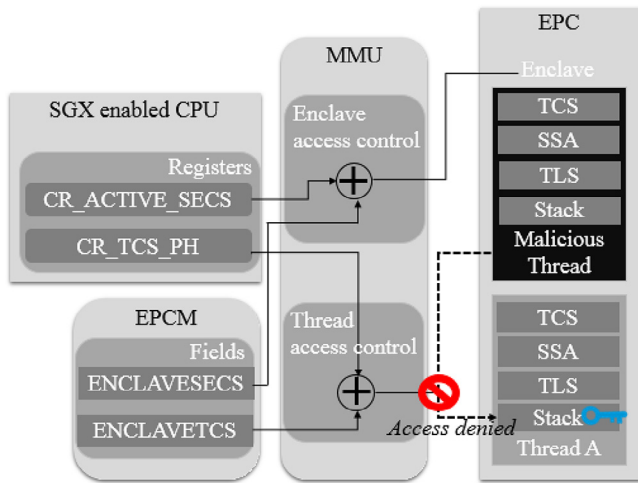 SGX enabled CPU
Registers
CR_ACTIVE_SECS
CR_TCS_PH
EPCM
Fields
ENCLAVESECS
ENCLAVETCS
MMU
Enclave
access control
Thread
access control
Access denied
EPC
Enclave
TCS
SSA
TLS
Stack
Malicious
Thread
TCS
SSA
TLS
Stack
Thread A